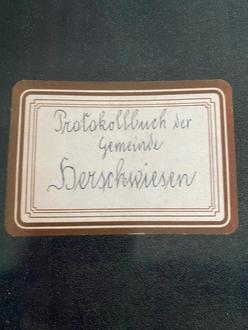 Protokollbuch der
Gemeinde
Herschwiesen